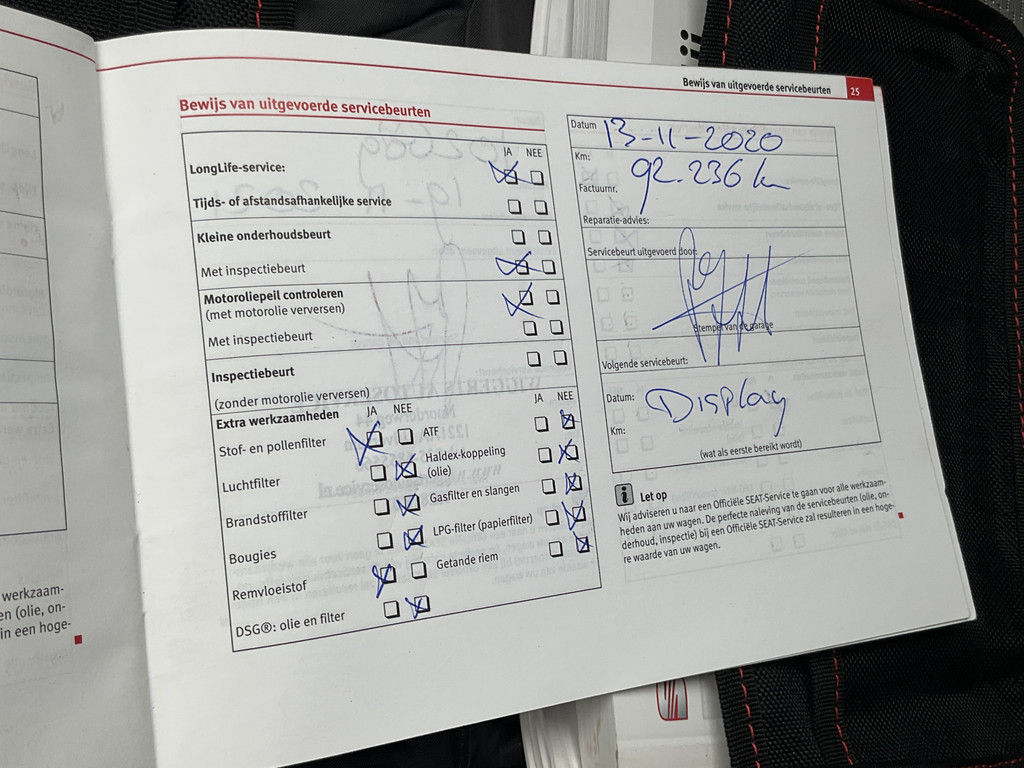 Bewijs van uitgevoerde servicebeurten 25
Bewijs van uitgevoerde servicebeurten
JA NEE
LongLife-service:
Tijds- of afstandsafhankelijke service
Kleine onderhoudsbeurt
Met inspectiebeurt
Motoroliepeil controleren
(met motorolie verversen)
Met inspectiebeurt
Inspectiebeurt
(zonder motorolie verversen)
Extra werkzaamheden JA NEE JA NEE
Stof- en pollenfilter ATF
Luchtfilter Haldex-koppeling
(olie)
Brandstoffilter Gasfilter en slangen
Bougies LPG-filter (papierfilter)
Remvloeistof Getande riem
DSG®: olie en filter
Datum 13-11-2020
Km: 92.236 km
Factuurnr.
Reparatie-advies:
Servicebeurt uitgevoerd door:
Stempel van de garage
Volgende servicebeurt:
Datum: Display
Km:
(wat als eerste bereikt wordt)
i Let op
Wij adviseren u naar een Officiële SEAT-Service te gaan voor alle werkzaam-
heden aan uw wagen. De perfecte naleving van de servicebeurten (olie, on-
derhoud, inspectie) bij een Officiële SEAT-Service zal resulteren in een hoge-
re waarde van uw wagen.
werkzaam-
en (olie, on-
in een hoge-